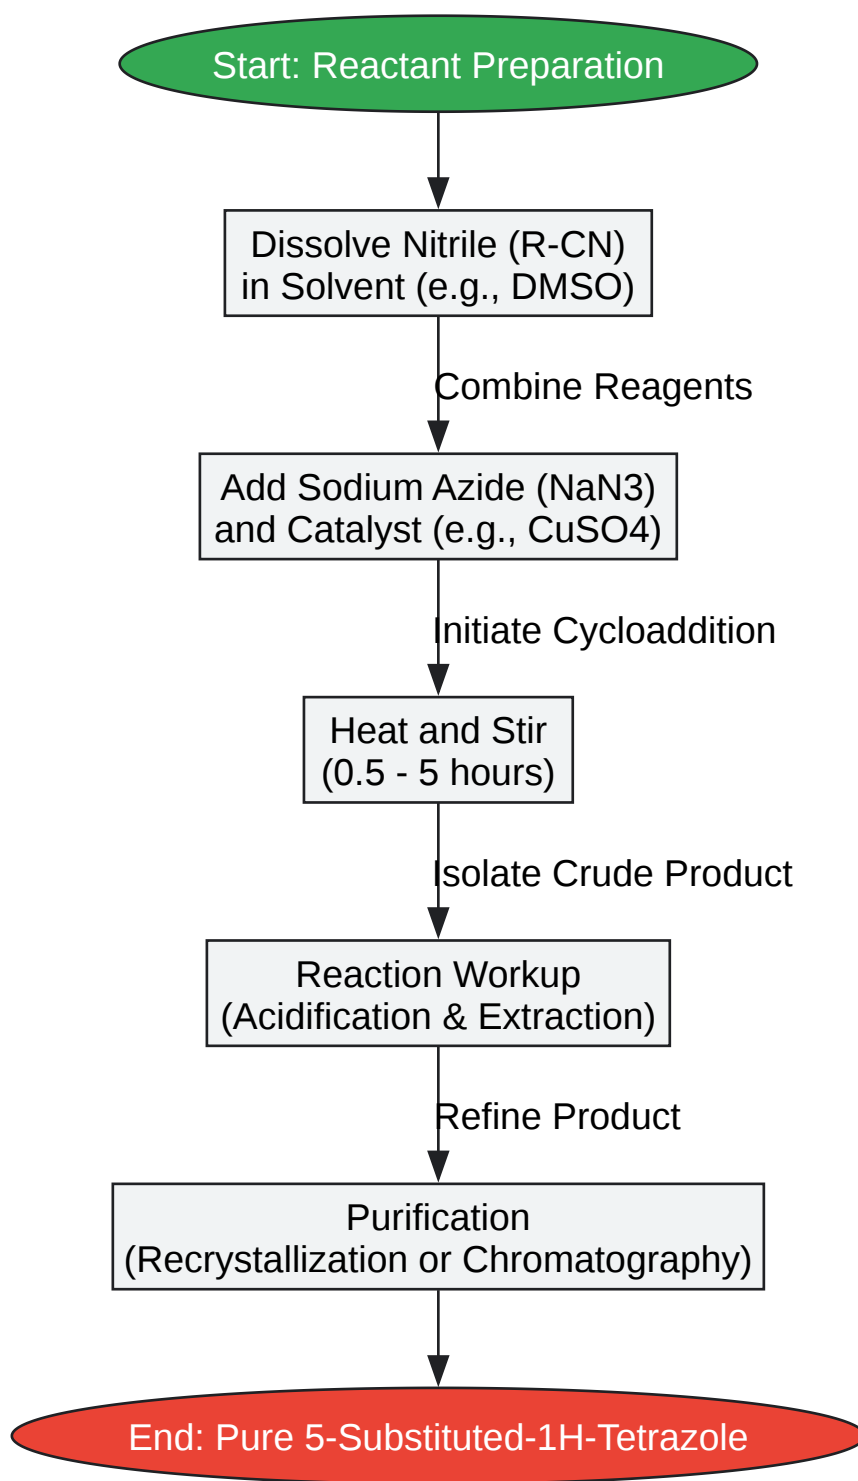 Start: Reactant Preparation
Dissolve Nitrile (R-CN)
in Solvent (e.g., DMSO)
Combine Reagents
Add Sodium Azide (NaN3)
and Catalyst (e.g., CuSO4)
Initiate Cycloaddition
Heat and Stir
(0.5 - 5 hours)
Isolate Crude Product
Reaction Workup
(Acidification & Extraction)
Refine Product
Purification
(Recrystallization or Chromatography)
End: Pure 5-Substituted-1H-Tetrazole